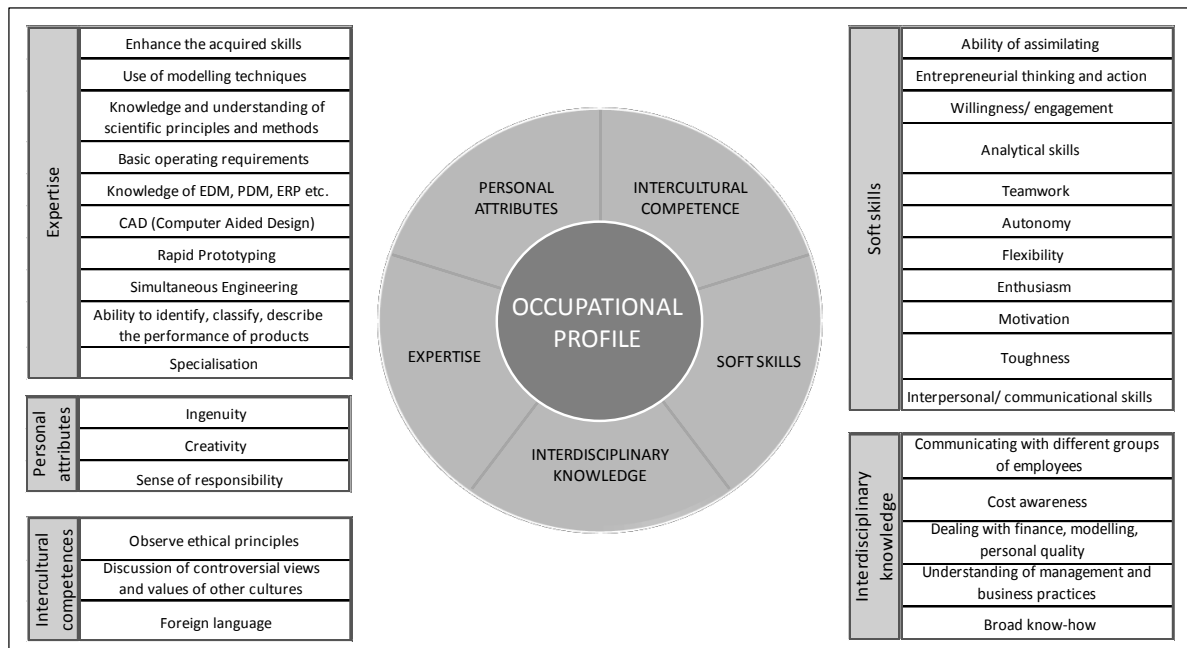 Expertise
Enhance the acquired skills
Use of modelling techniques
Knowledge and understanding of
scientific principles and methods
Basic operating requirements
Knowledge of EDM, PDM, ERP etc.
CAD (Computer Aided Design)
Rapid Prototyping
Simultaneous Engineering
Ability to identify, classify, describe
the performance of products
Specialisation
Personal
attributes
Ingenuity
Creativity
Sense of responsibility
Intercultural
competences
Observe ethical principles
Discussion of controversial views
and values of other cultures
Foreign language
PERSONAL
ATTRIBUTES
INTERCULTURAL
COMPETENCE
OCCUPATIONAL
PROFILE
EXPERTISE
SOFT SKILLS
INTERDISCIPLINARY
KNOWLEDGE
Soft skills
Ability of assimilating
Entrepreneurial thinking and action
Willingness/ engagement
Analytical skills
Teamwork
Autonomy
Flexibility
Enthusiasm
Motivation
Toughness
Interpersonal/ communicational skills
Interdisciplinary
knowledge
Communicating with different groups
of employees
Cost awareness
Dealing with finance, modelling,
personal quality
Understanding of management and
business practices
Broad know-how